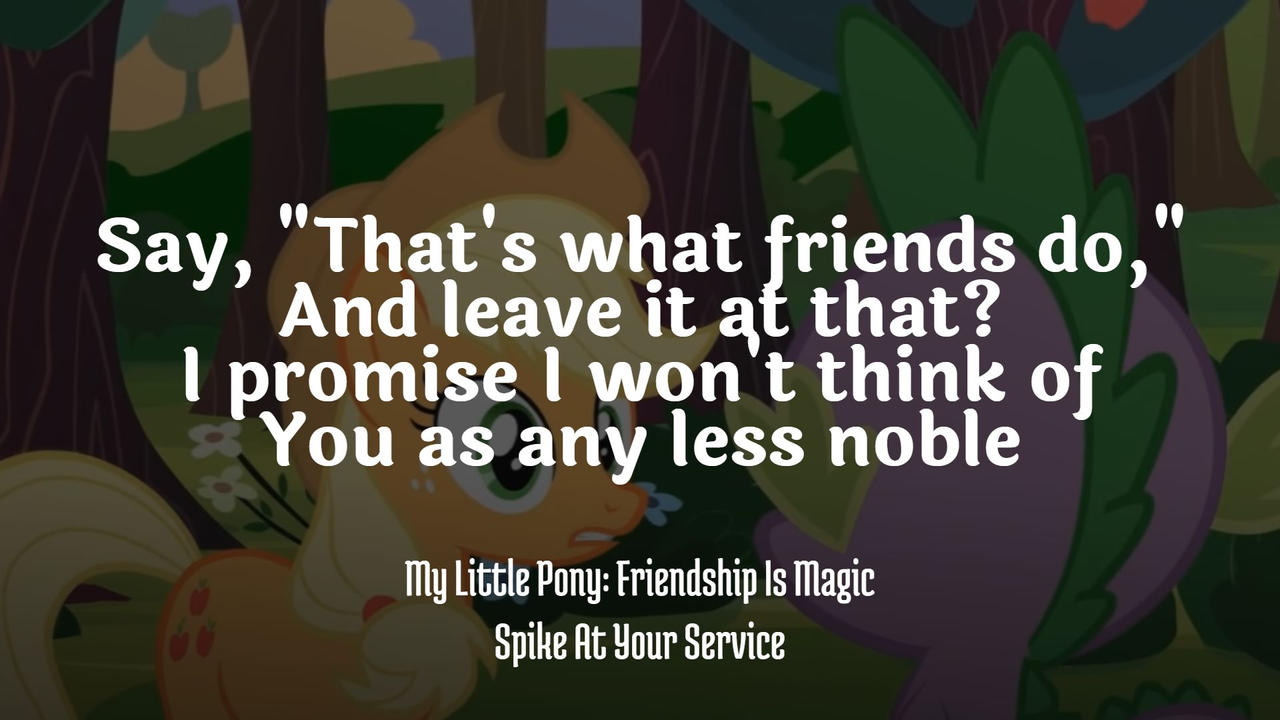 Say, "That's what friends do,"
And leave it at that?
I promise I won't think of
You as any less noble
My Little Pony: Friendship Is Magic
Spike At Your Service